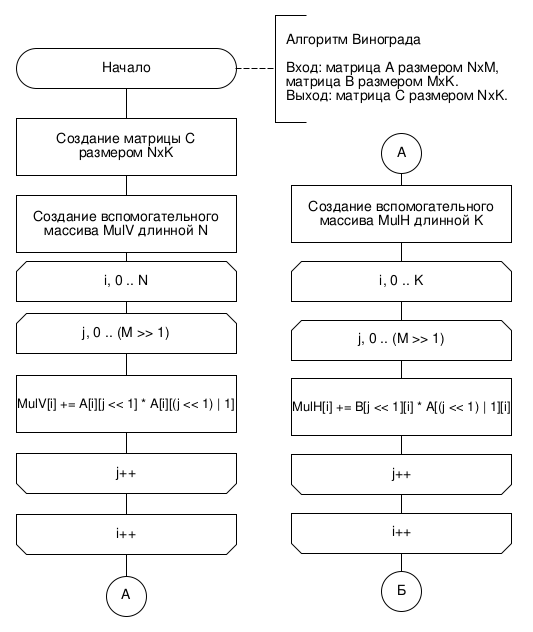 Начало
Алгоритм Винограда
Вход: матрица A размером NxM,
матрица B размером MxK.
Выход: матрица C размером NxK.
Создание матрицы C
размером NxK
Создание вспомогательного
массива MulV длинной N
i, 0 .. N
j, 0 .. (M >> 1)
MulV[i] += A[i][j << 1] * A[i][(j << 1) | 1]
j++
i++
А
А
Создание вспомогательного
массива MulH длинной K
i, 0 .. K
j, 0 .. (M >> 1)
MulH[i] += B[j << 1][i] * A[(j << 1) | 1][i]
j++
i++
Б